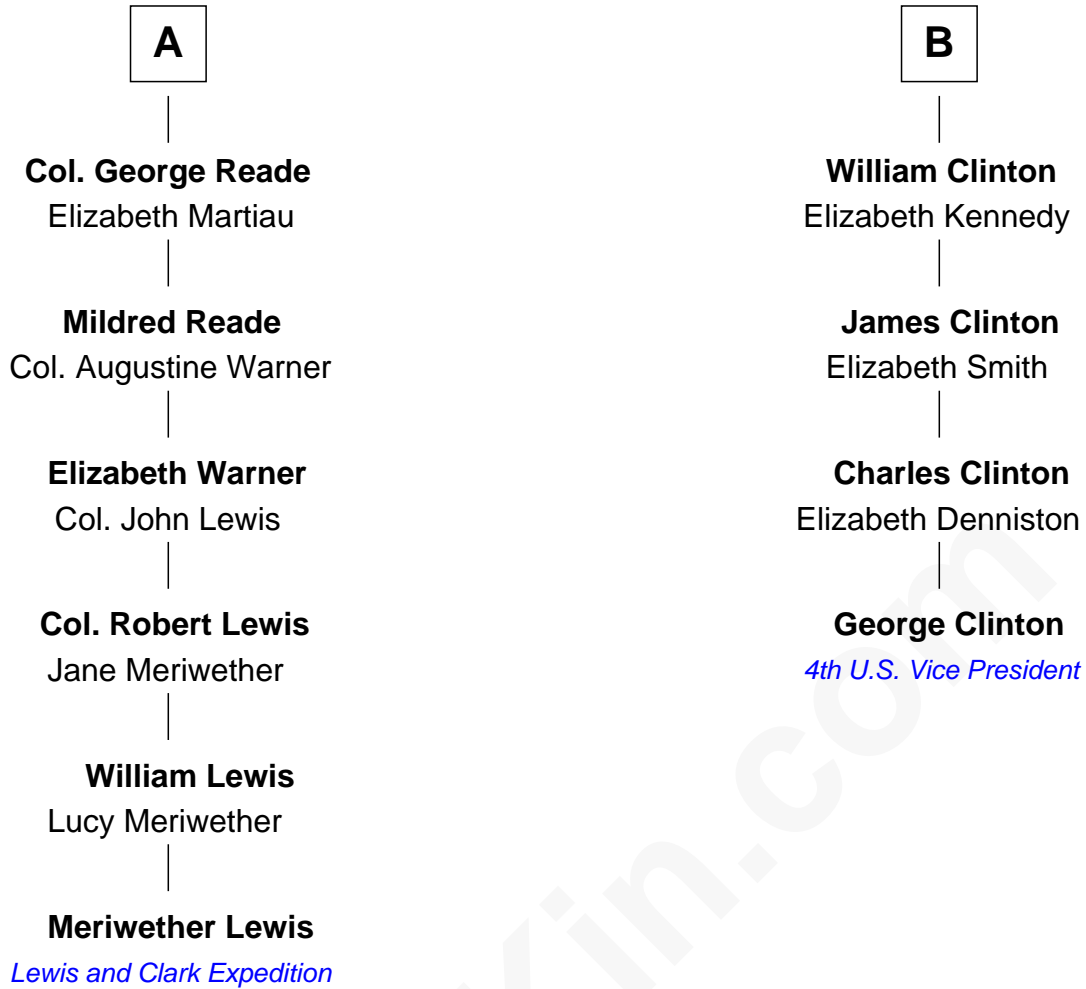 A
Col. George Reade
Elizabeth Martiau
Mildred Reade
Col. Augustine Warner
Elizabeth Warner
Col. John Lewis
Col. Robert Lewis
Jane Meriwether
William Lewis
Lucy Meriwether
Meriwether Lewis
Lewis and Clark Expedition
B
William Clinton
Elizabeth Kennedy
James Clinton
Elizabeth Smith
Charles Clinton
Elizabeth Denniston
George Clinton
4th U.S. Vice President
Kin.com